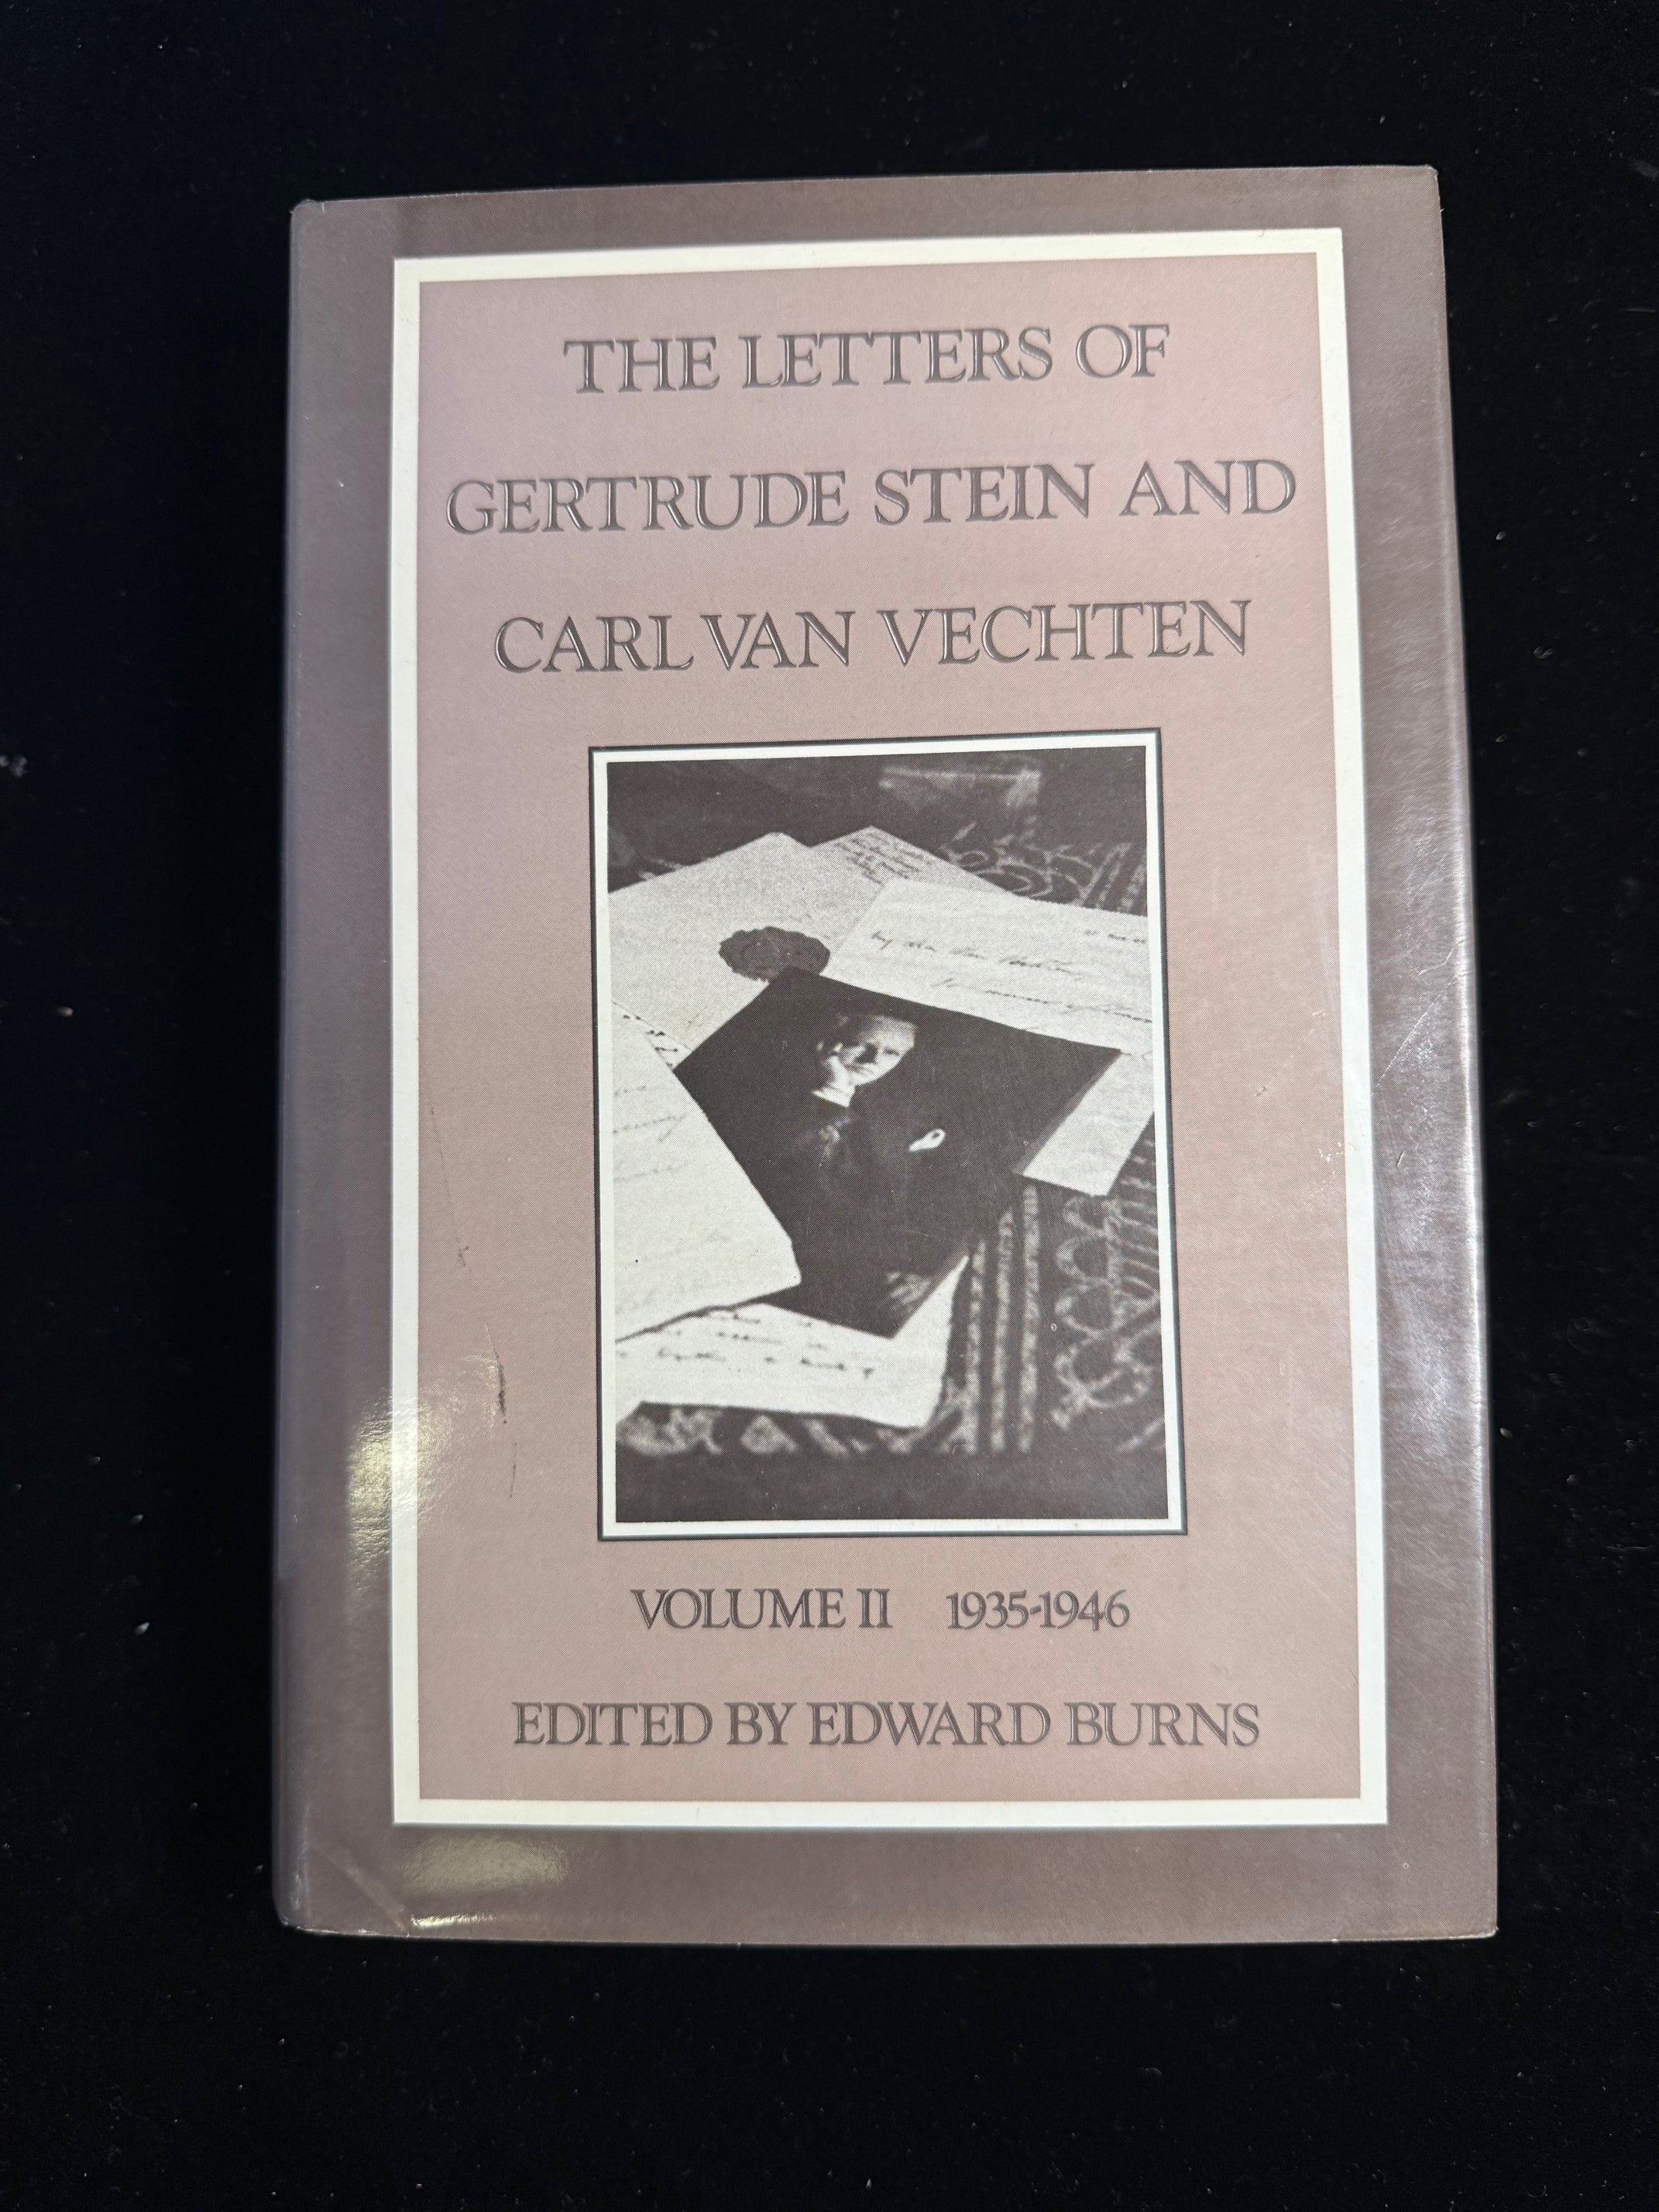 THE LETTERS OF
GERTRUDE STEIN AND
CARL VAN VECHTEN
VOLUME II 1935-1946
EDITED BY EDWARD BURNS